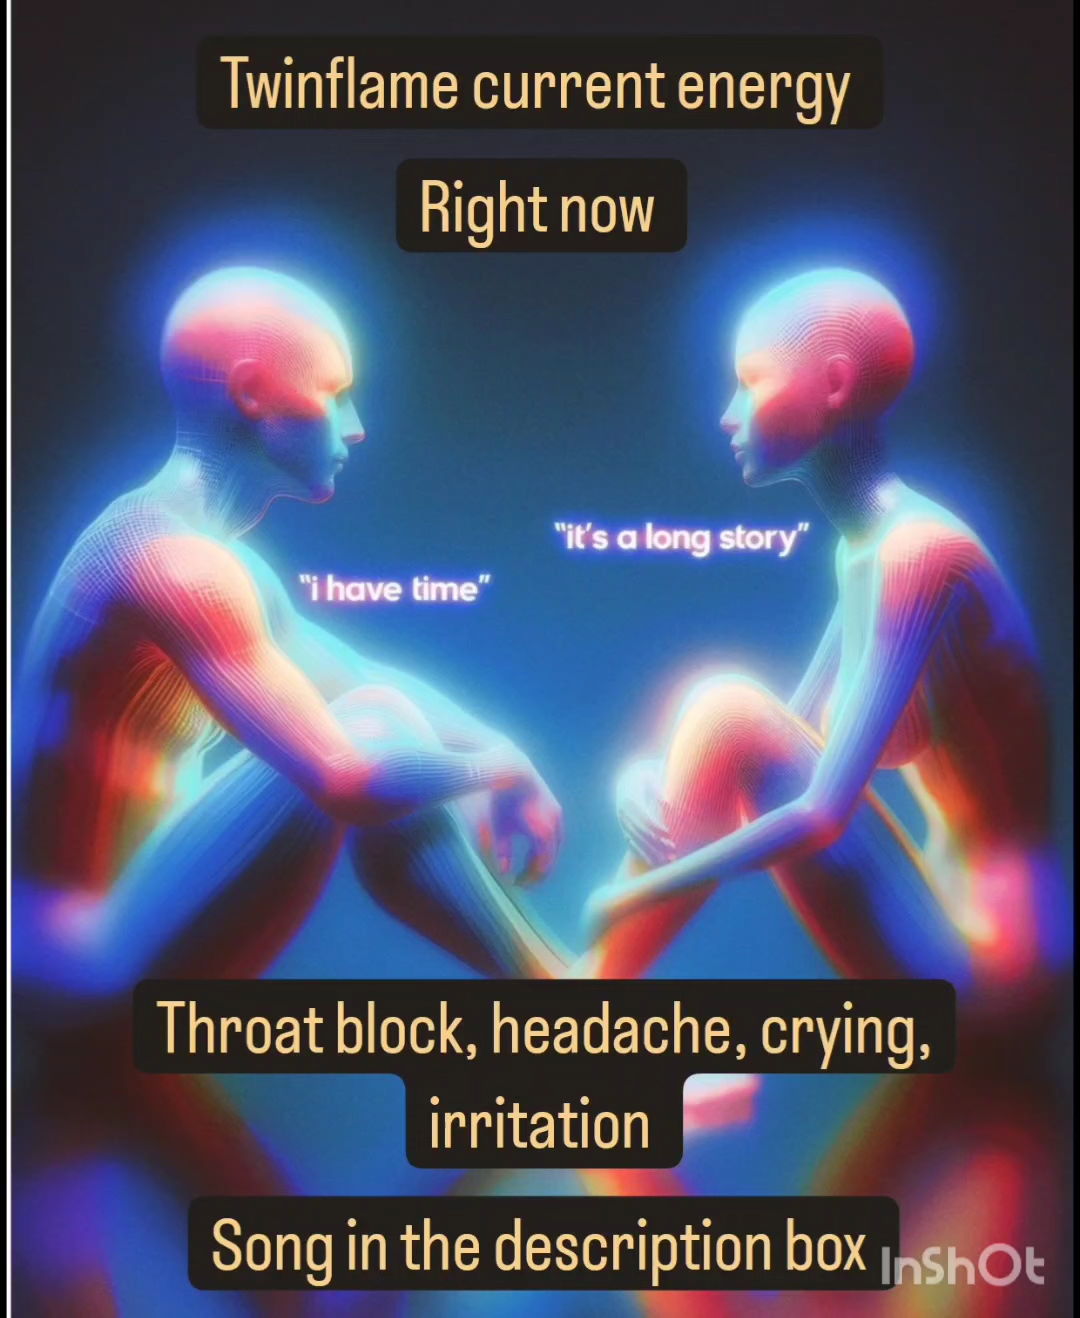 Twinflame current energy
Right now
"it's a long story"
"i have time"
Throat block, headache, crying,
irritation
Song in the description box
InShOt